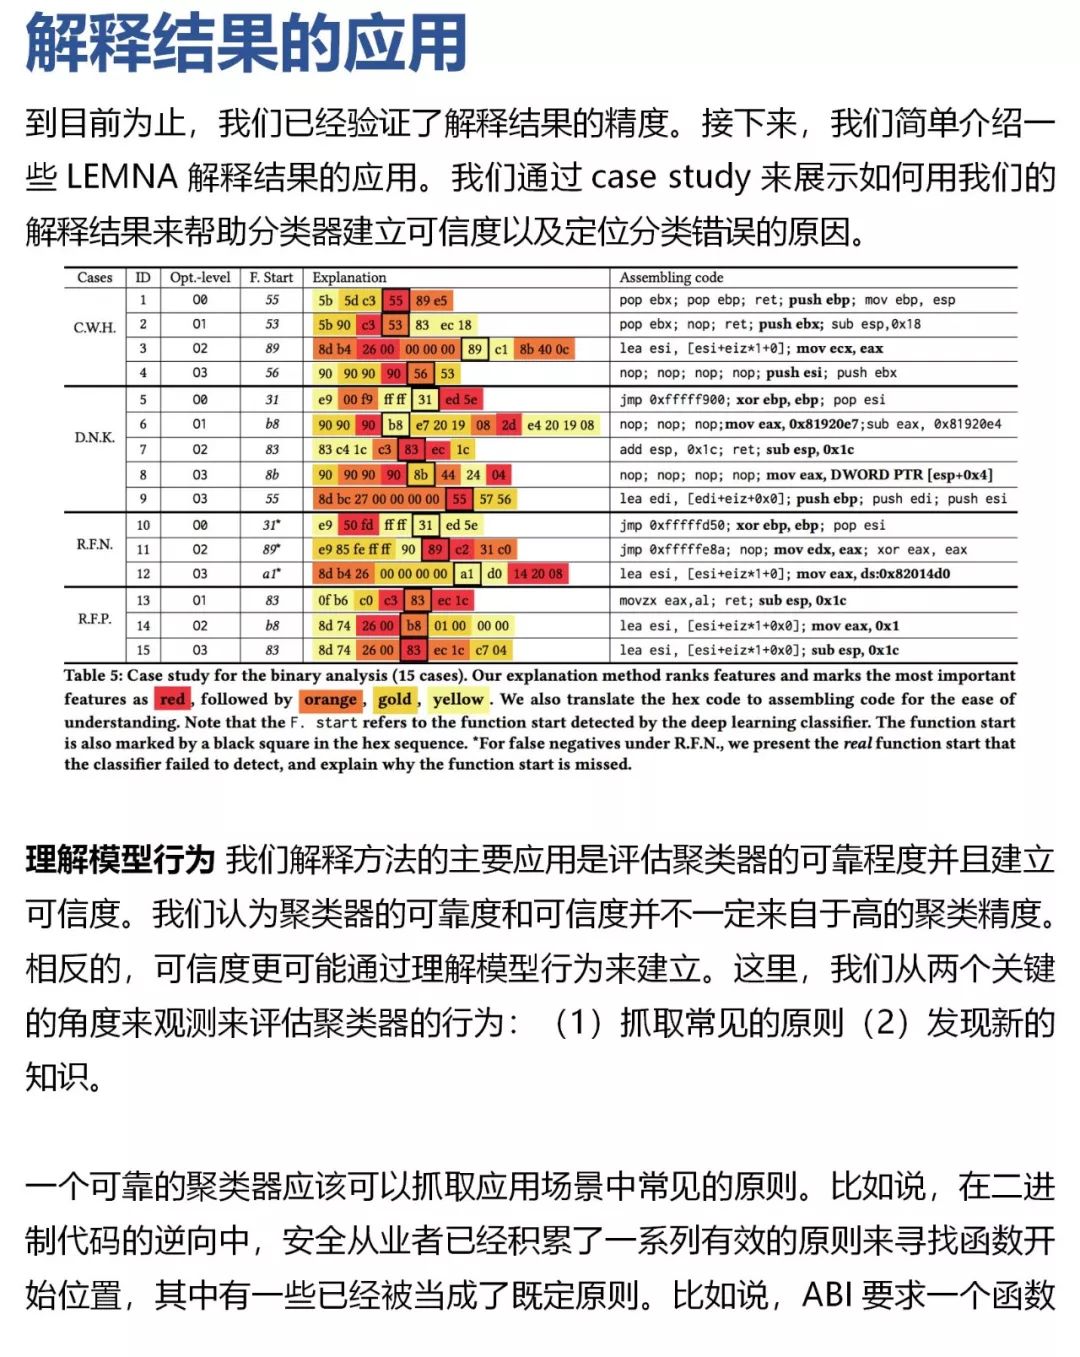 解释结果的应用
到目前为止，我们已经验证了解释结果的精度。接下来，我们简单介绍一
些 LEMNA 解释结果的应用。我们通过 case study 来展示如何用我们的
解释结果来帮助分类器建立可信度以及定位分类错误的原因。
Cases ID Opt.-level F. Start Explanation Assembling code
1 O0 55 5b 5d c3 55 89 e5 pop ebx; pop ebp; ret; push ebp; mov ebp, esp
C.W.H.
2 O1 53 5b 90 c3 53 83 ec 18 pop ebx; nop; ret; push ebx; sub esp,0x18
3 O2 89 8d b4 26 00 00 00 00 89 c1 8b 40 0c lea esi, [esi+eiz*1+0]; mov ecx, eax
4 O3 56 90 90 90 90 56 53 nop; nop; nop; nop; push esi; push ebx
5 O0 31 e9 00 f9 ff ff 31 ed 5e jmp 0xfffff900; xor ebp, ebp; pop esi
D.N.K.
6 O1 b8 90 90 90 b8 e7 20 19 08 2d e4 20 19 08 nop; nop; nop;mov eax, 0x81920e7;sub eax, 0x81920e4
7 O2 83 83 c4 1c c3 83 ec 1c add esp, 0x1c; ret; sub esp, 0x1c
8 O3 8b 90 90 90 90 8b 44 24 04 nop; nop; nop; nop; mov eax, DWORD PTR [esp+0x4]
9 O3 55 8d bc 27 00 00 00 00 55 57 56 lea edi, [edi+eiz+0x0]; push ebp; push edi; push esi
10 O0 31* e9 50 fd ff ff 31 ed 5e jmp 0xfffffd50; xor ebp, ebp; pop esi
R.F.N.
11 O2 89* e9 85 fe ff ff 90 89 c2 31 c0 jmp 0xfffffe8a; nop; mov edx, eax; xor eax, eax
12 O3 a1* 8d b4 26 00 00 00 00 a1 d0 14 20 08 lea esi, [esi+eiz*1+0]; mov eax, ds:0x82014d0
13 O1 83 0f b6 c0 c3 83 ec 1c movzx eax,al; ret; sub esp, 0x1c
R.F.P.
14 O2 b8 8d 74 26 00 b8 01 00 00 00 lea esi, [esi+eiz*1+0x0]; mov eax, 0x1
15 O3 83 8d 74 26 00 83 ec 1c c7 04 lea esi, [esi+eiz*1+0x0]; sub esp, 0x1c
Table 5: Case study for the binary analysis (15 cases). Our explanation method ranks features and marks the most important
features as red, followed by orange, gold, yellow. We also translate the hex code to assembling code for the ease of
understanding. Note that the F. start refers to the function start detected by the deep learning classifier. The function start
is also marked by a black square in the hex sequence. *For false negatives under R.F.N., we present the real function start that
the classifier failed to detect, and explain why the function start is missed.
理解模型行为 我们解释方法的主要应用是评估聚类器的可靠程度并且建立
可信度。我们认为聚类器的可靠度和可信度并不一定来自于高的聚类精度。
相反的，可信度更可能通过理解模型行为来建立。这里，我们从两个关键
的角度来观测来评估聚类器的行为：（1）抓取常见的原则（2）发现新的
知识。
一个可靠的聚类器应该可以抓取应用场景中常见的原则。比如说，在二进
制代码的逆向中，安全从业者已经积累了一系列有效的原则来寻找函数开
始位置，其中有一些已经被当成了既定原则。比如说，ABI 要求一个函数